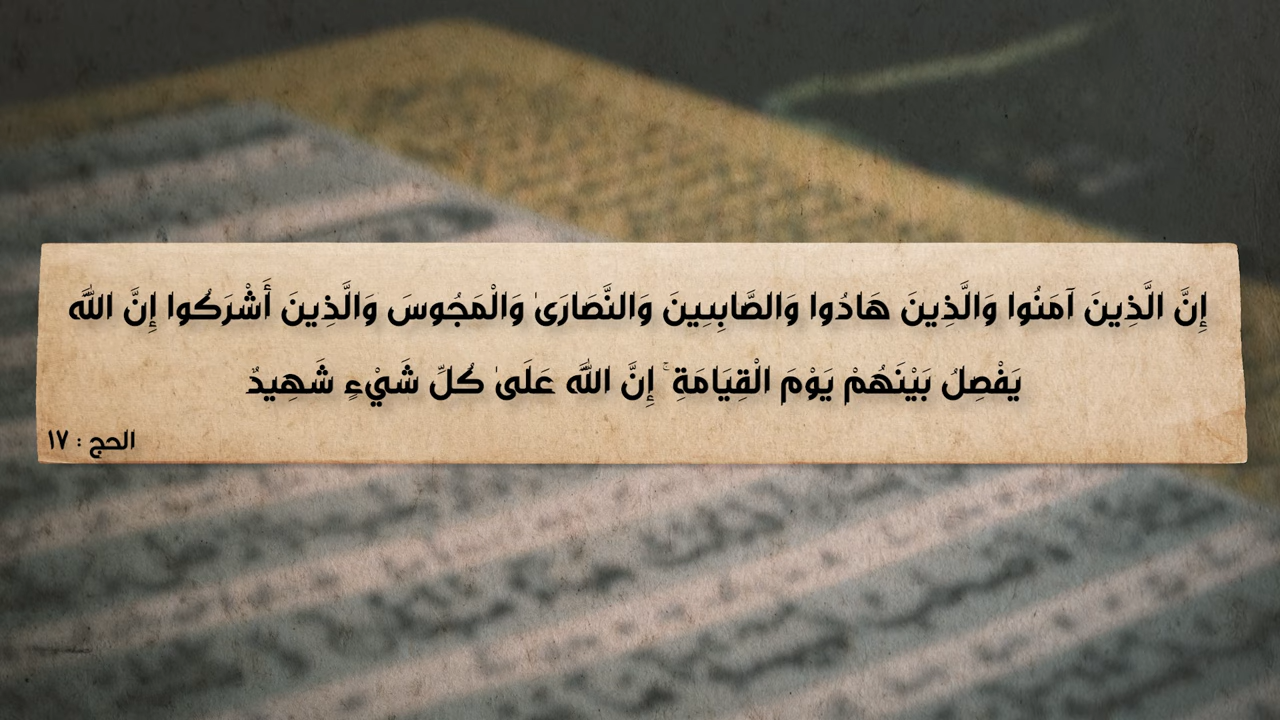 إِنَّ الَّذِينَ آمَنُوا وَالَّذِينَ هَادُوا وَالصَّابِىِينَ وَالنَّصَارَىٰ وَالْمَجُوسَ وَالَّذِينَ أَشْرَكُوا إِنَّ اللَّه
يَفْصِلُ بَيْنَهُمْ يَوْمَ الْقِيَامَةِ ۚ إِنَّ اللَّه عَلَىٰ كُلِّ شَيْءٍ شَهِيدٌ
الحج : ١٧